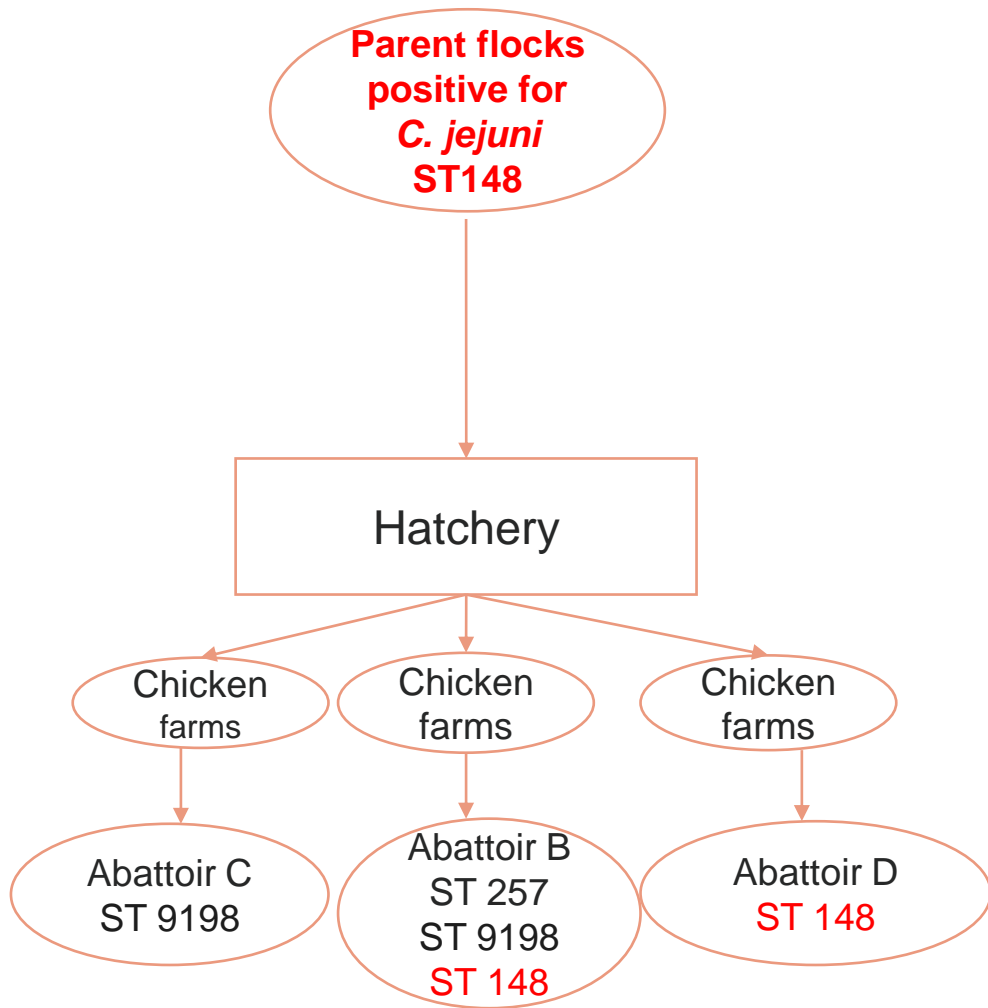 Parent flocks
positive for
C. jejuni
ST148
Hatchery
Chicken
farms
Chicken
farms
Chicken
farms
Abattoir C
ST 9198
Abattoir B
ST 257
ST 9198
ST 148
Abattoir D
ST 148